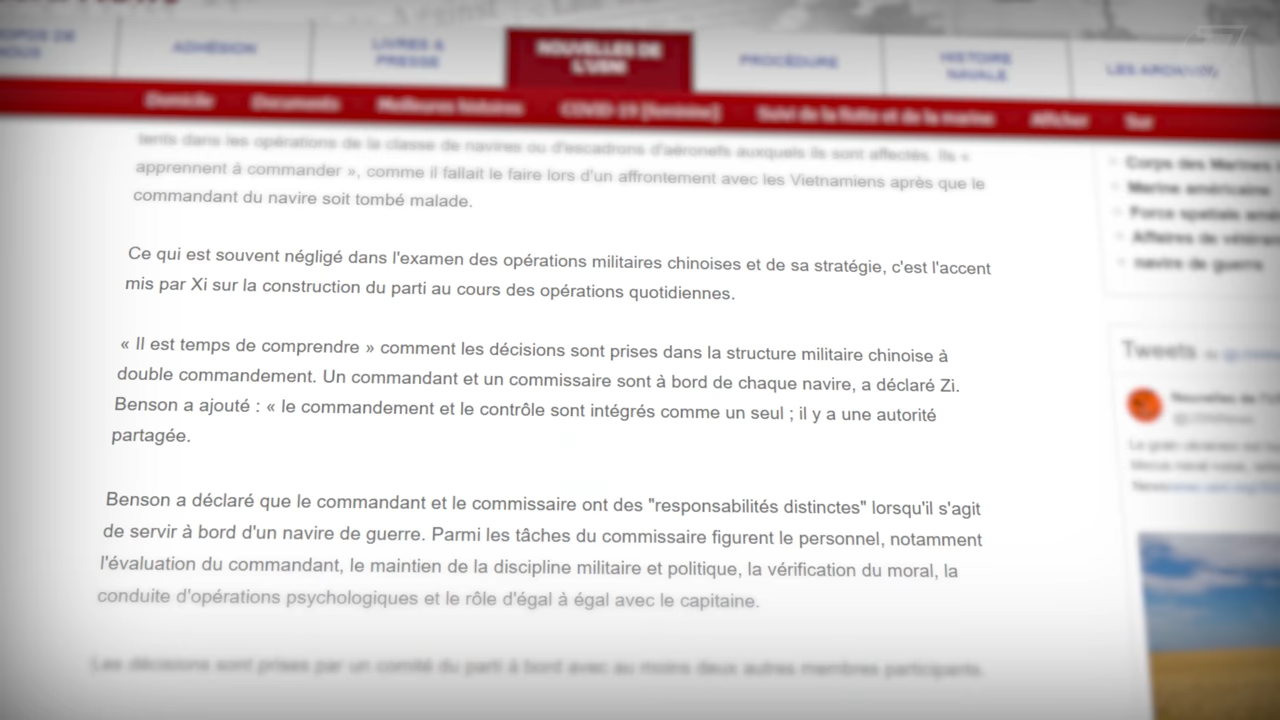 ADHÉSION
LIVRES &
PRESSE
NOUVELLES DE
L'USNI
PROCÉDURE
HISTOIRE
NAVALE
LES ARCHIVES
Domicile Documents Meilleures histoires COVID-19 [feminine] Suivi de la flotte et de la marine Afficher Sur
tents dans les opérations de la classe de navires ou d'escadrons d'aéronefs auxquels ils sont affectés. Ils «
apprennent à commander », comme il fallait le faire lors d'un affrontement avec les Vietnamiens après que le
commandant du navire soit tombé malade.
Ce qui est souvent négligé dans l'examen des opérations militaires chinoises et de sa stratégie, c'est l'accent
mis par Xi sur la construction du parti au cours des opérations quotidiennes.
« Il est temps de comprendre » comment les décisions sont prises dans la structure militaire chinoise à
double commandement. Un commandant et un commissaire sont à bord de chaque navire, a déclaré Zi.
Benson a ajouté : « le commandement et le contrôle sont intégrés comme un seul ; il y a une autorité
partagée.
Benson a déclaré que le commandant et le commissaire ont des "responsabilités distinctes" lorsqu'il s'agit
de servir à bord d'un navire de guerre. Parmi les tâches du commissaire figurent le personnel, notamment
l'évaluation du commandant, le maintien de la discipline militaire et politique, la vérification du moral, la
conduite d'opérations psychologiques et le rôle d'égal à égal avec le capitaine.
Les décisions sont prises par un comité du parti à bord avec au moins deux autres membres participants.
Corps des Marines
Marine américaine
Force spatiale
Affaires de
navire de guerre
Tweets
Nouvelles de